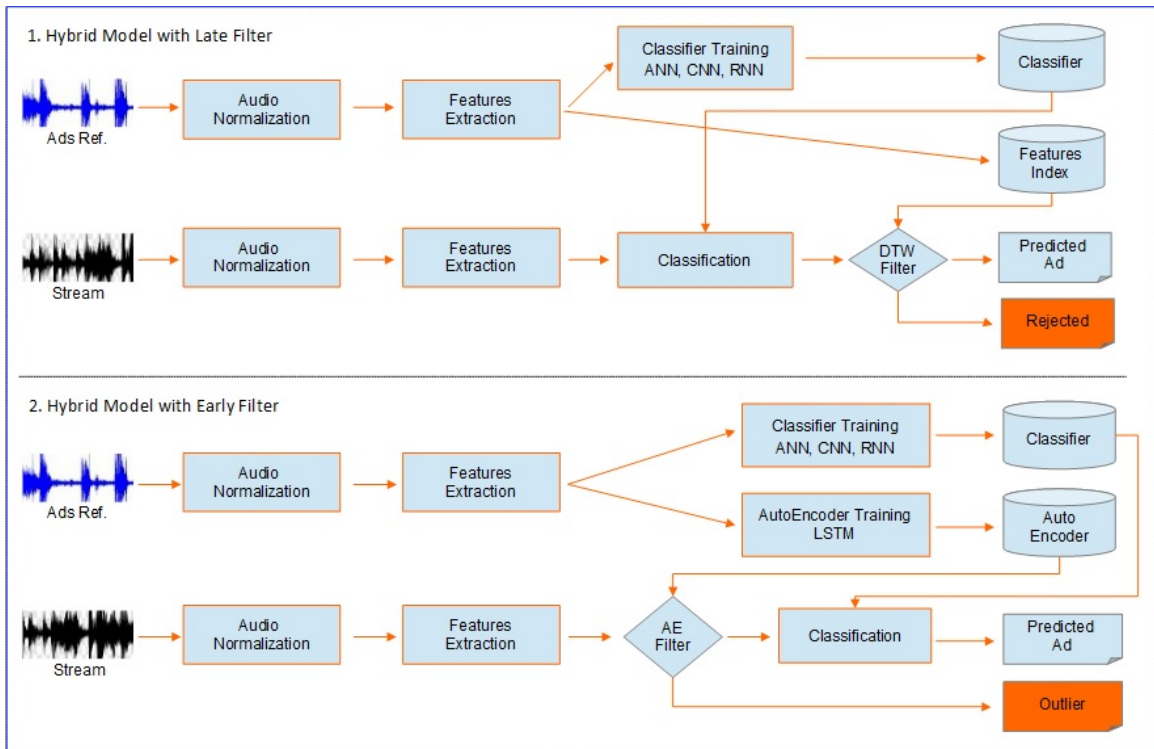 1. Hybrid Model with Late Filter
Ads Ref.
Audio
Normalization
Features
Extraction
Classifier Training
ANN, CNN, RNN
Classifier
Features
Index
Stream
Audio
Normalization
Features
Extraction
Classification
DTW
Filter
Predicted
Ad
Rejected
2. Hybrid Model with Early Filter
Ads Ref.
Audio
Normalization
Features
Extraction
Classifier Training
ANN, CNN, RNN
Classifier
AutoEncoder Training
LSTM
Auto
Encoder
Stream
Audio
Normalization
Features
Extraction
AE
Filter
Classification
Predicted
Ad
Outlier